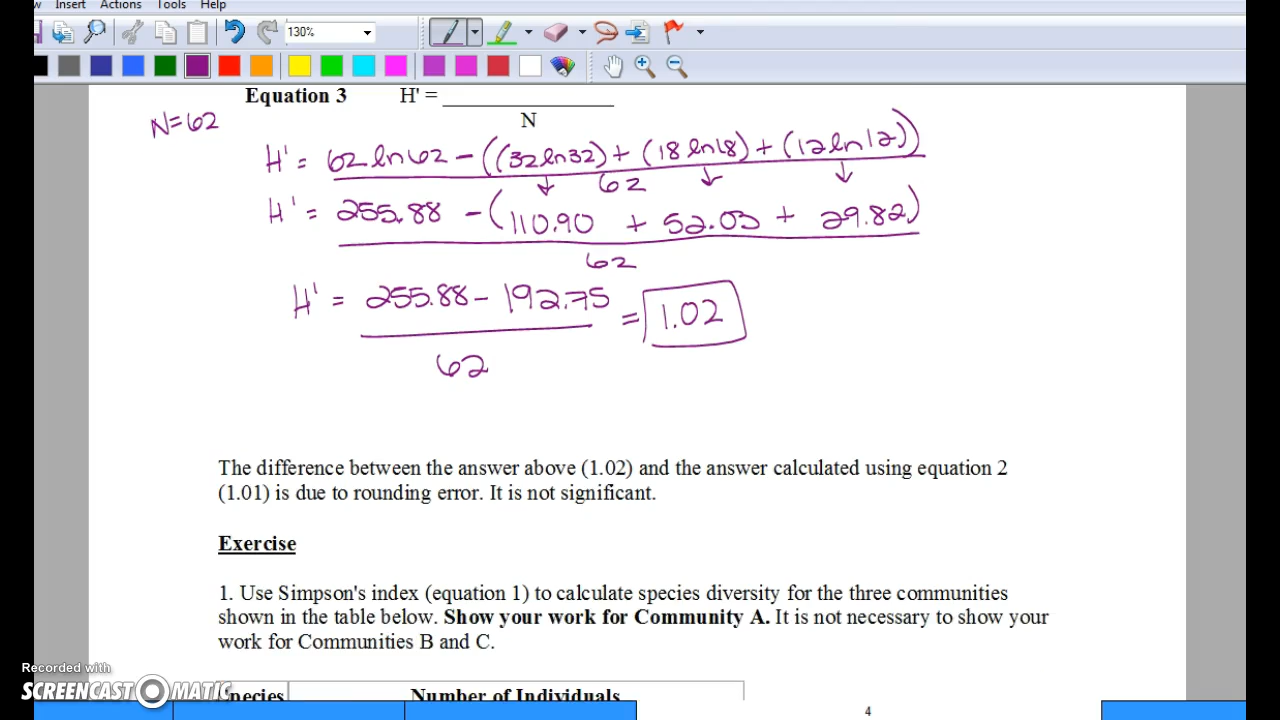 Insert Actions Tools Help
130%
Equation 3 H' = ____________
N
N=62
H' = 62 ln 62 - ((32 ln 32) + (18 ln 18) + (12 ln 12))
62
H' = 255.88 - (110.90 + 52.03 + 29.82)
62
H' = 255.88 - 192.75 = 1.02
62
The difference between the answer above (1.02) and the answer calculated using equation 2
(1.01) is due to rounding error. It is not significant.
Exercise
1. Use Simpson's index (equation 1) to calculate species diversity for the three communities
shown in the table below. Show your work for Community A. It is not necessary to show your
work for Communities B and C.
Recorded with
SCREENCAST O MATIC
Number of Individuals
4